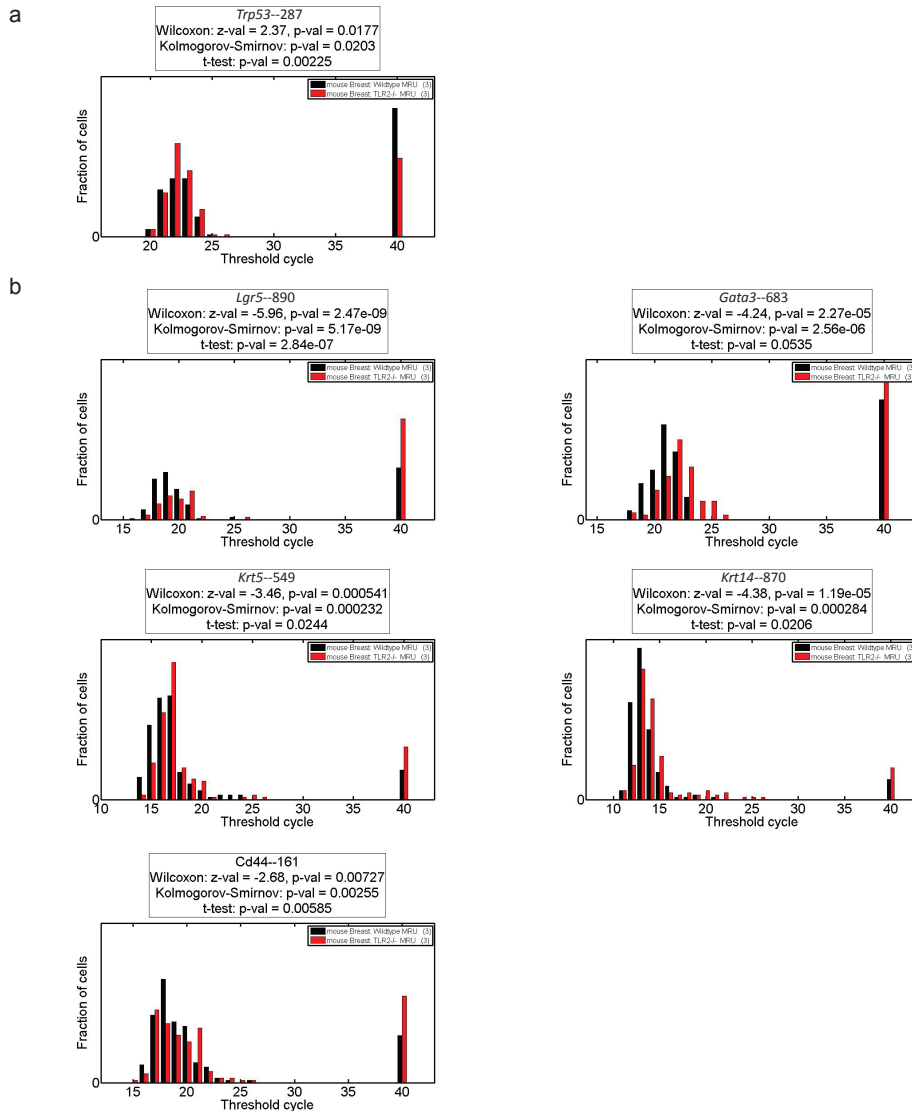 a
Trp53--287
Wilcoxon: z-val = 2.37, p-val = 0.0177
Kolmogorov-Smirnov: p-val = 0.0203
t-test: p-val = 0.00225
mouse Breast Wildtype MRU (3)
mouse Breast TLR2-/- MRU (3)
Fraction of cells
0
20 25 30 35 40
Threshold cycle
b
Lgr5--890
Wilcoxon: z-val = -5.96, p-val = 2.47e-09
Kolmogorov-Smirnov: p-val = 5.17e-09
t-test: p-val = 2.84e-07
mouse Breast Wildtype MRU (3)
mouse Breast TLR2-/- MRU (3)
Fraction of cells
0
15 20 25 30 35 40
Threshold cycle
Gata3--683
Wilcoxon: z-val = -4.24, p-val = 2.27e-05
Kolmogorov-Smirnov: p-val = 2.56e-06
t-test: p-val = 0.0535
mouse Breast Wildtype MRU (3
mouse Breast TLR2-/- MRU (3
Fraction of cells
0
15 20 25 30 35 40
Threshold cycle
Krt5--549
Wilcoxon: z-val = -3.46, p-val = 0.000541
Kolmogorov-Smirnov: p-val = 0.000232
t-test: p-val = 0.0244
mouse Breast Wildtype MRU (3)
mouse Breast TLR2-/- MRU (3)
Fraction of cells
0
10 15 20 25 30 35 40
Threshold cycle
Krt14--870
Wilcoxon: z-val = -4.38, p-val = 1.19e-05
Kolmogorov-Smirnov: p-val = 0.000284
t-test: p-val = 0.0206
mouse Breast Wildtype MRU (3
mouse Breast TLR2-/- MRU (3
Fraction of cells
0
10 15 20 25 30 35 40
Threshold cycle
Cd44--161
Wilcoxon: z-val = -2.68, p-val = 0.00727
Kolmogorov-Smirnov: p-val = 0.00255
t-test: p-val = 0.00585
mouse Breast Wildtype MRU (3)
mouse Breast TLR2-/- MRU (3)
Fraction of cells
0
15 20 25 30 35 40
Threshold cycle